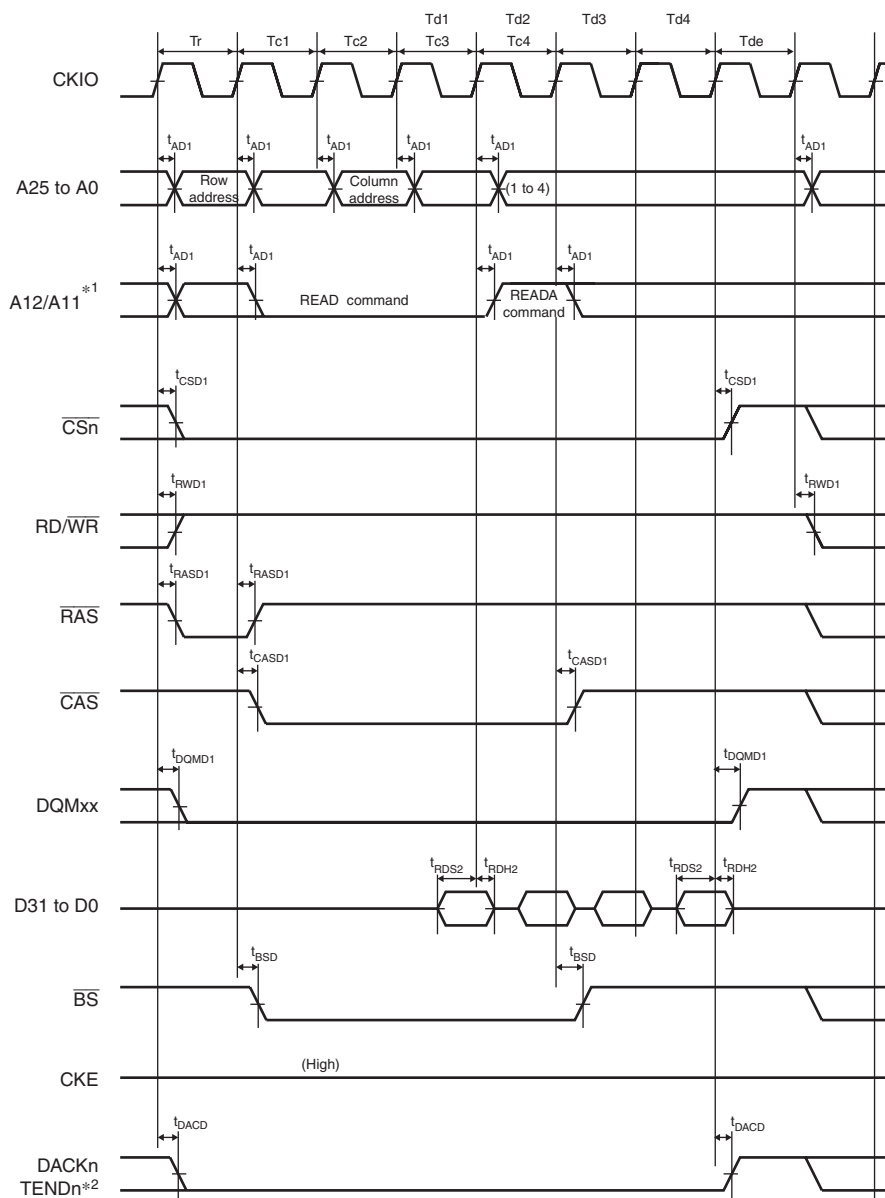 Td1 Td2 Td3 Td4
Tr Tc1 Tc2 Tc3 Tc4 Tde
CKIO
tAD1 tAD1 tAD1 tAD1 tAD1 tAD1
A25 to A0
Row
address
Column
address
(1 to 4)
tAD1 tAD1 tAD1 tAD1
A12/A11*1
READ command
READA
command
tCSD1 tCSD1
CSn
tRWD1 tRWD1
RD/WR
tRASD1 tRASD1
RAS
tCASD1 tCASD1
CAS
tDQMD1 tDQMD1
DQMxx
tRDS2 tRDH2 tRDS2 tRDH2
D31 to D0
tBSD tBSD
BS
(High)
CKE
tDACD tDACD
DACKn
TENDn*2